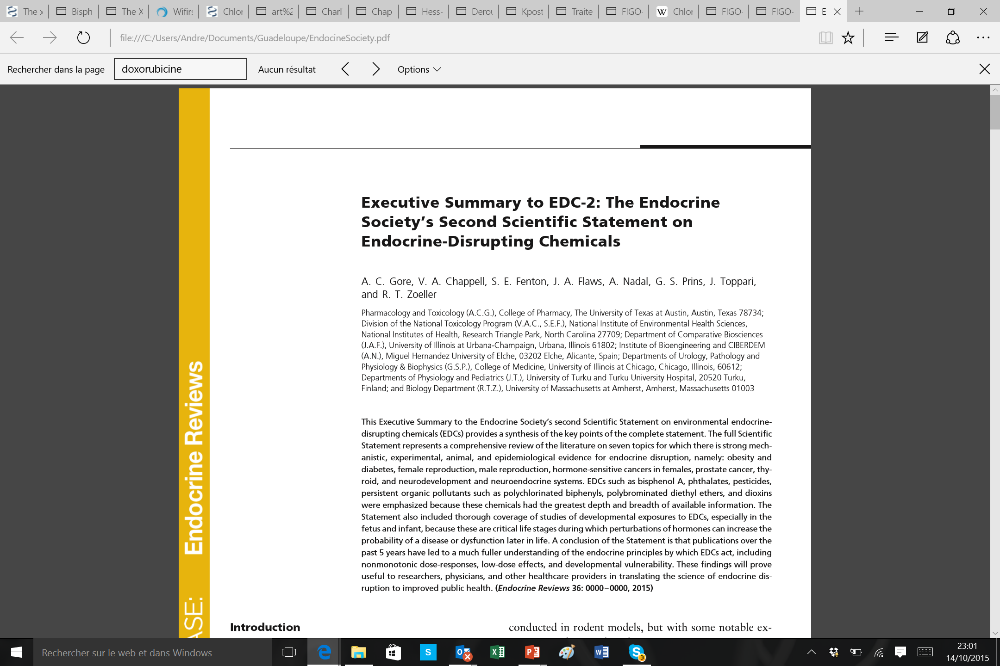 The x
Bisph
The X
Wifirs
Chlor
art%2
Charl
Chap
Hess-
Derou
Kpost
Traite
FIGO-
W Chlor
FIGO-
FIGO-
E
file:///C:/Users/Andre/Documents/Guadeloupe/EndocineSociety.pdf
Rechercher dans la page doxorubicine Aucun résultat Options
Executive Summary to EDC-2: The Endocrine
Society’s Second Scientific Statement on
Endocrine-Disrupting Chemicals
A. C. Gore, V. A. Chappell, S. E. Fenton, J. A. Flaws, A. Nadal, G. S. Prins, J. Toppari,
and R. T. Zoeller
Pharmacology and Toxicology (A.C.G.), College of Pharmacy, The University of Texas at Austin, Austin, Texas 78734;
Division of the National Toxicology Program (V.A.C., S.E.F.), National Institute of Environmental Health Sciences,
National Institutes of Health, Research Triangle Park, North Carolina 27709; Department of Comparative Biosciences
(J.A.F.), University of Illinois at Urbana-Champaign, Urbana, Illinois 61802; Institute of Bioengineering and CIBERDEM
(A.N.), Miguel Hernandez University of Elche, 03202 Elche, Alicante, Spain; Departments of Urology, Pathology and
Physiology & Biophysics (G.S.P.), College of Medicine, University of Illinois at Chicago, Chicago, Illinois, 60612;
Departments of Physiology and Pediatrics (J.T.), University of Turku and Turku University Hospital, 20520 Turku,
Finland; and Biology Department (R.T.Z.), University of Massachusetts at Amherst, Amherst, Massachusetts 01003
This Executive Summary to the Endocrine Society’s second Scientific Statement on environmental endocrine-
disrupting chemicals (EDCs) provides a synthesis of the key points of the complete statement. The full Scientific
Statement represents a comprehensive review of the literature on seven topics for which there is strong mech-
anistic, experimental, animal, and epidemiological evidence for endocrine disruption, namely: obesity and
diabetes, female reproduction, male reproduction, hormone-sensitive cancers in females, prostate cancer, thy-
roid, and neurodevelopment and neuroendocrine systems. EDCs such as bisphenol A, phthalates, pesticides,
persistent organic pollutants such as polychlorinated biphenyls, polybrominated diethyl ethers, and dioxins
were emphasized because these chemicals had the greatest depth and breadth of available information. The
Statement also included thorough coverage of studies of developmental exposures to EDCs, especially in the
fetus and infant, because these are critical life stages during which perturbations of hormones can increase the
probability of a disease or dysfunction later in life. A conclusion of the Statement is that publications over the
past 5 years have led to a much fuller understanding of the endocrine principles by which EDCs act, including
nonmonotonic dose-responses, low-dose effects, and developmental vulnerability. These findings will prove
useful to researchers, physicians, and other healthcare providers in translating the science of endocrine dis-
ruption to improved public health. (Endocrine Reviews 36: 0000–0000, 2015)
Endocrine Reviews
ASE:
Introduction
conducted in rodent models, but with some notable ex-
Rechercher sur le web et dans Windows
23:01
14/10/2015